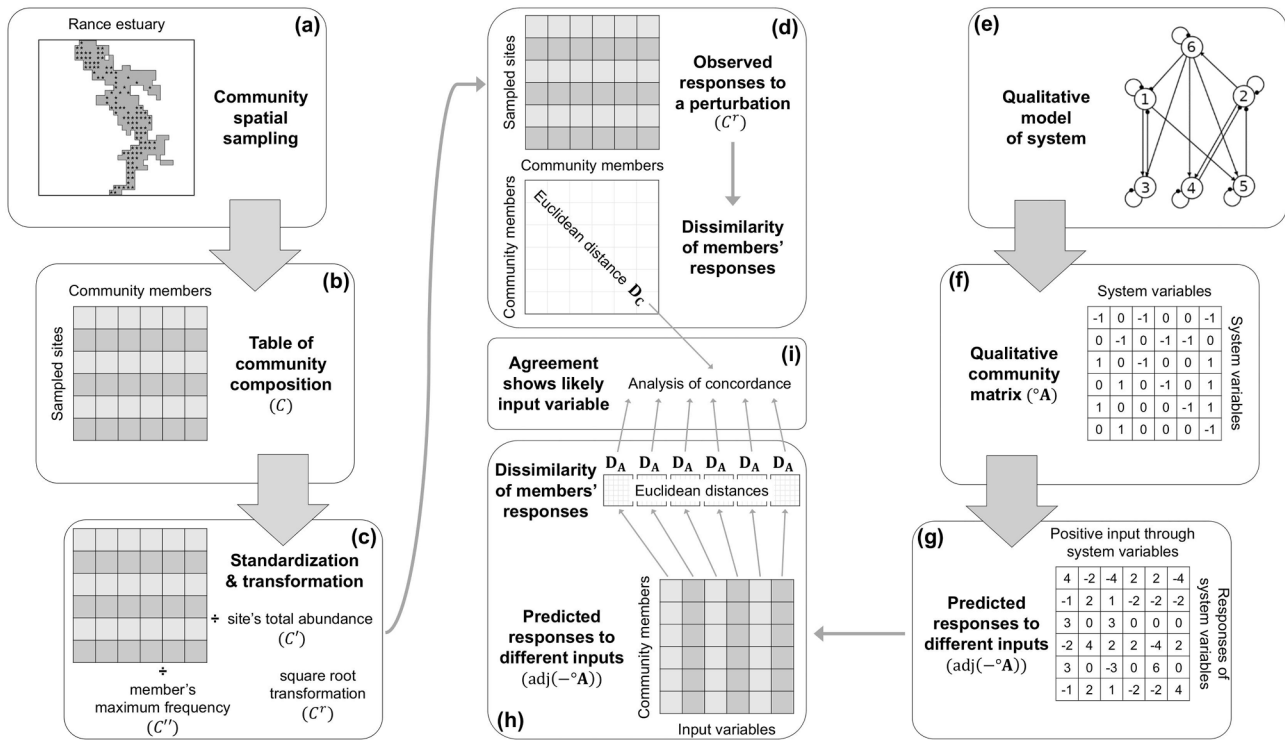 (a)
Rance estuary
Community
spatial
sampling
(b)
Community members
Sampled sites
Table of
community
composition
(C)
(c)
Standardization
& transformation
÷ site's total abundance
(C′)
÷
member's
maximum frequency
(C′′)
square root
transformation
(Cʳ)
(d)
Sampled sites
Observed
responses to
a perturbation
(Cʳ)
Community members
Community members
Euclidean distance D_C
Dissimilarity
of members'
responses
(i)
Agreement
shows likely
input variable
Analysis of concordance
D_A D_A D_A D_A D_A D_A
Dissimilarity
of members'
responses
Euclidean distances
Predicted
responses to
different inputs
(adj(−°A))
Community members
Input variables
(h)
(e)
Qualitative
model
of system
6
1 2
3 4 5
(f)
System variables
Qualitative
community
matrix (°A)
-1 0 -1 0 0 -1
0 -1 0 -1 -1 0
1 0 -1 0 0 1
0 1 0 -1 0 1
1 0 0 0 -1 1
0 1 0 0 0 -1
System variables
(g)
Positive input through
system variables
Predicted
responses to
different inputs
(adj(−°A))
4 -2 -4 2 2 -4
-1 2 1 -2 -2 -2
3 0 3 0 0 0
-2 4 2 2 -4 2
3 0 -3 0 6 0
-1 2 1 -2 -2 4
Responses of
system variables